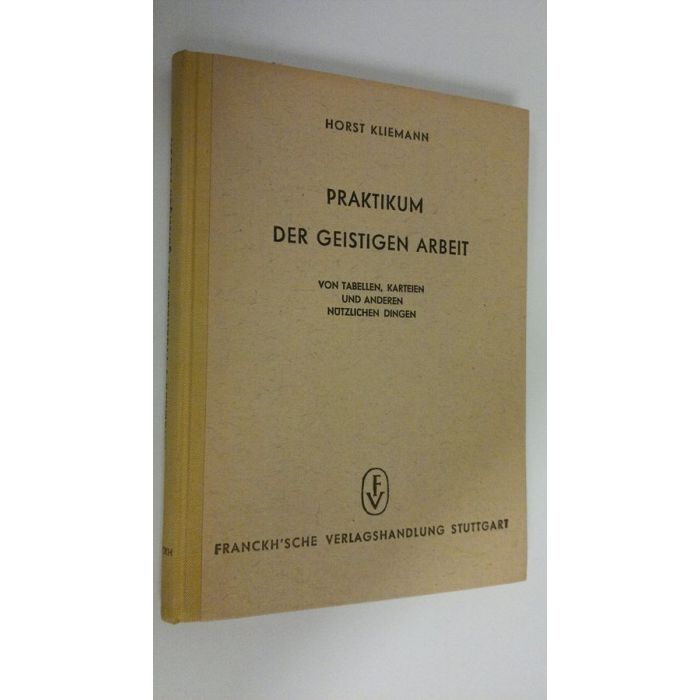 HORST KLIEMANN
PRAKTIKUM
DER GEISTIGEN ARBEIT
VON TABELLEN, KARTEIEN
UND ANDEREN
NÜTZLICHEN DINGEN
FV
FRANCKH'SCHE VERLAGSHANDLUNG STUTTGART